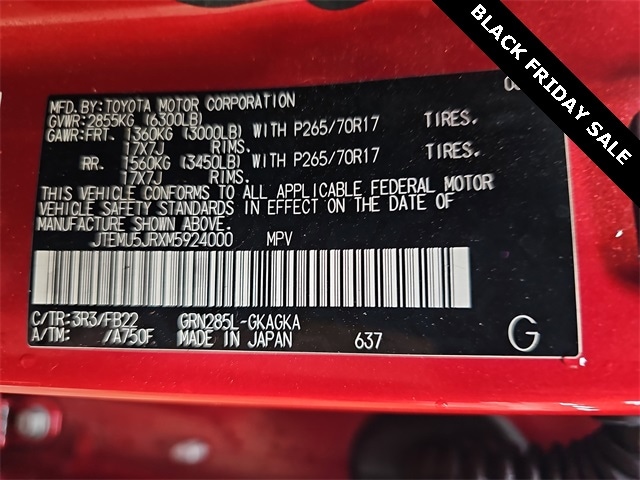 BLACK FRIDAY SALE
MFD.BY:TOYOTA MOTOR CORPORATION
GVWR:2855KG (6300LB)
GAWR:FRT. 1360KG (3000LB) WITH P265/70R17 TIRES.
17X7J RIMS.
RR. 1560KG (3450LB) WITH P265/70R17 TIRES.
17X7J RIMS.
THIS VEHICLE CONFORMS TO ALL APPLICABLE FEDERAL MOTOR
VEHICLE SAFETY STANDARDS IN EFFECT ON THE DATE OF
MANUFACTURE SHOWN ABOVE.
JTEMU5JRXM5924000 MPV
C/TR:3R3/FB22 GRN285L-GKAGKA
A/TM: /A750F MADE IN JAPAN 637 G